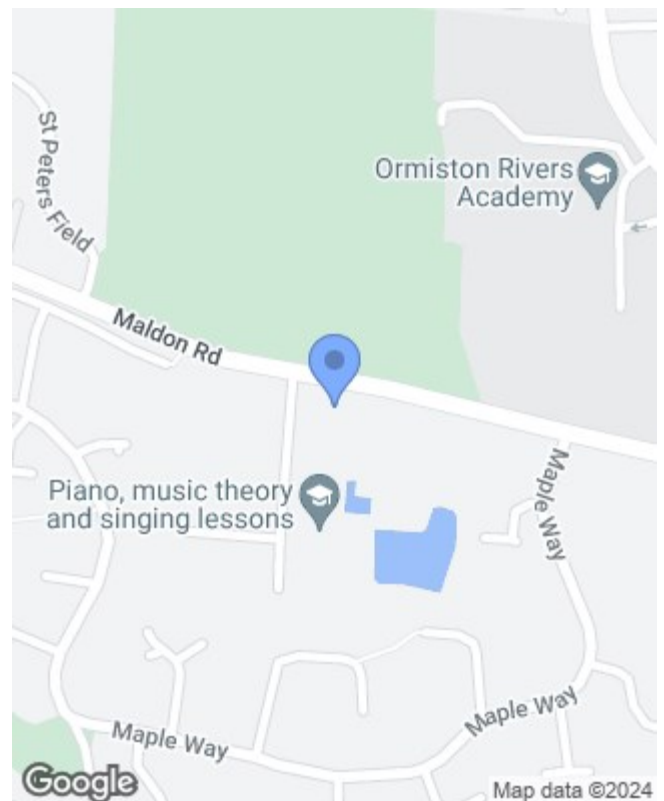 St Peters Field
Ormiston Rivers
Academy
Maldon Rd
Piano, music theory
and singing lessons
Maple Way
Maple Way
Maple Way
Google
Map data ©2024